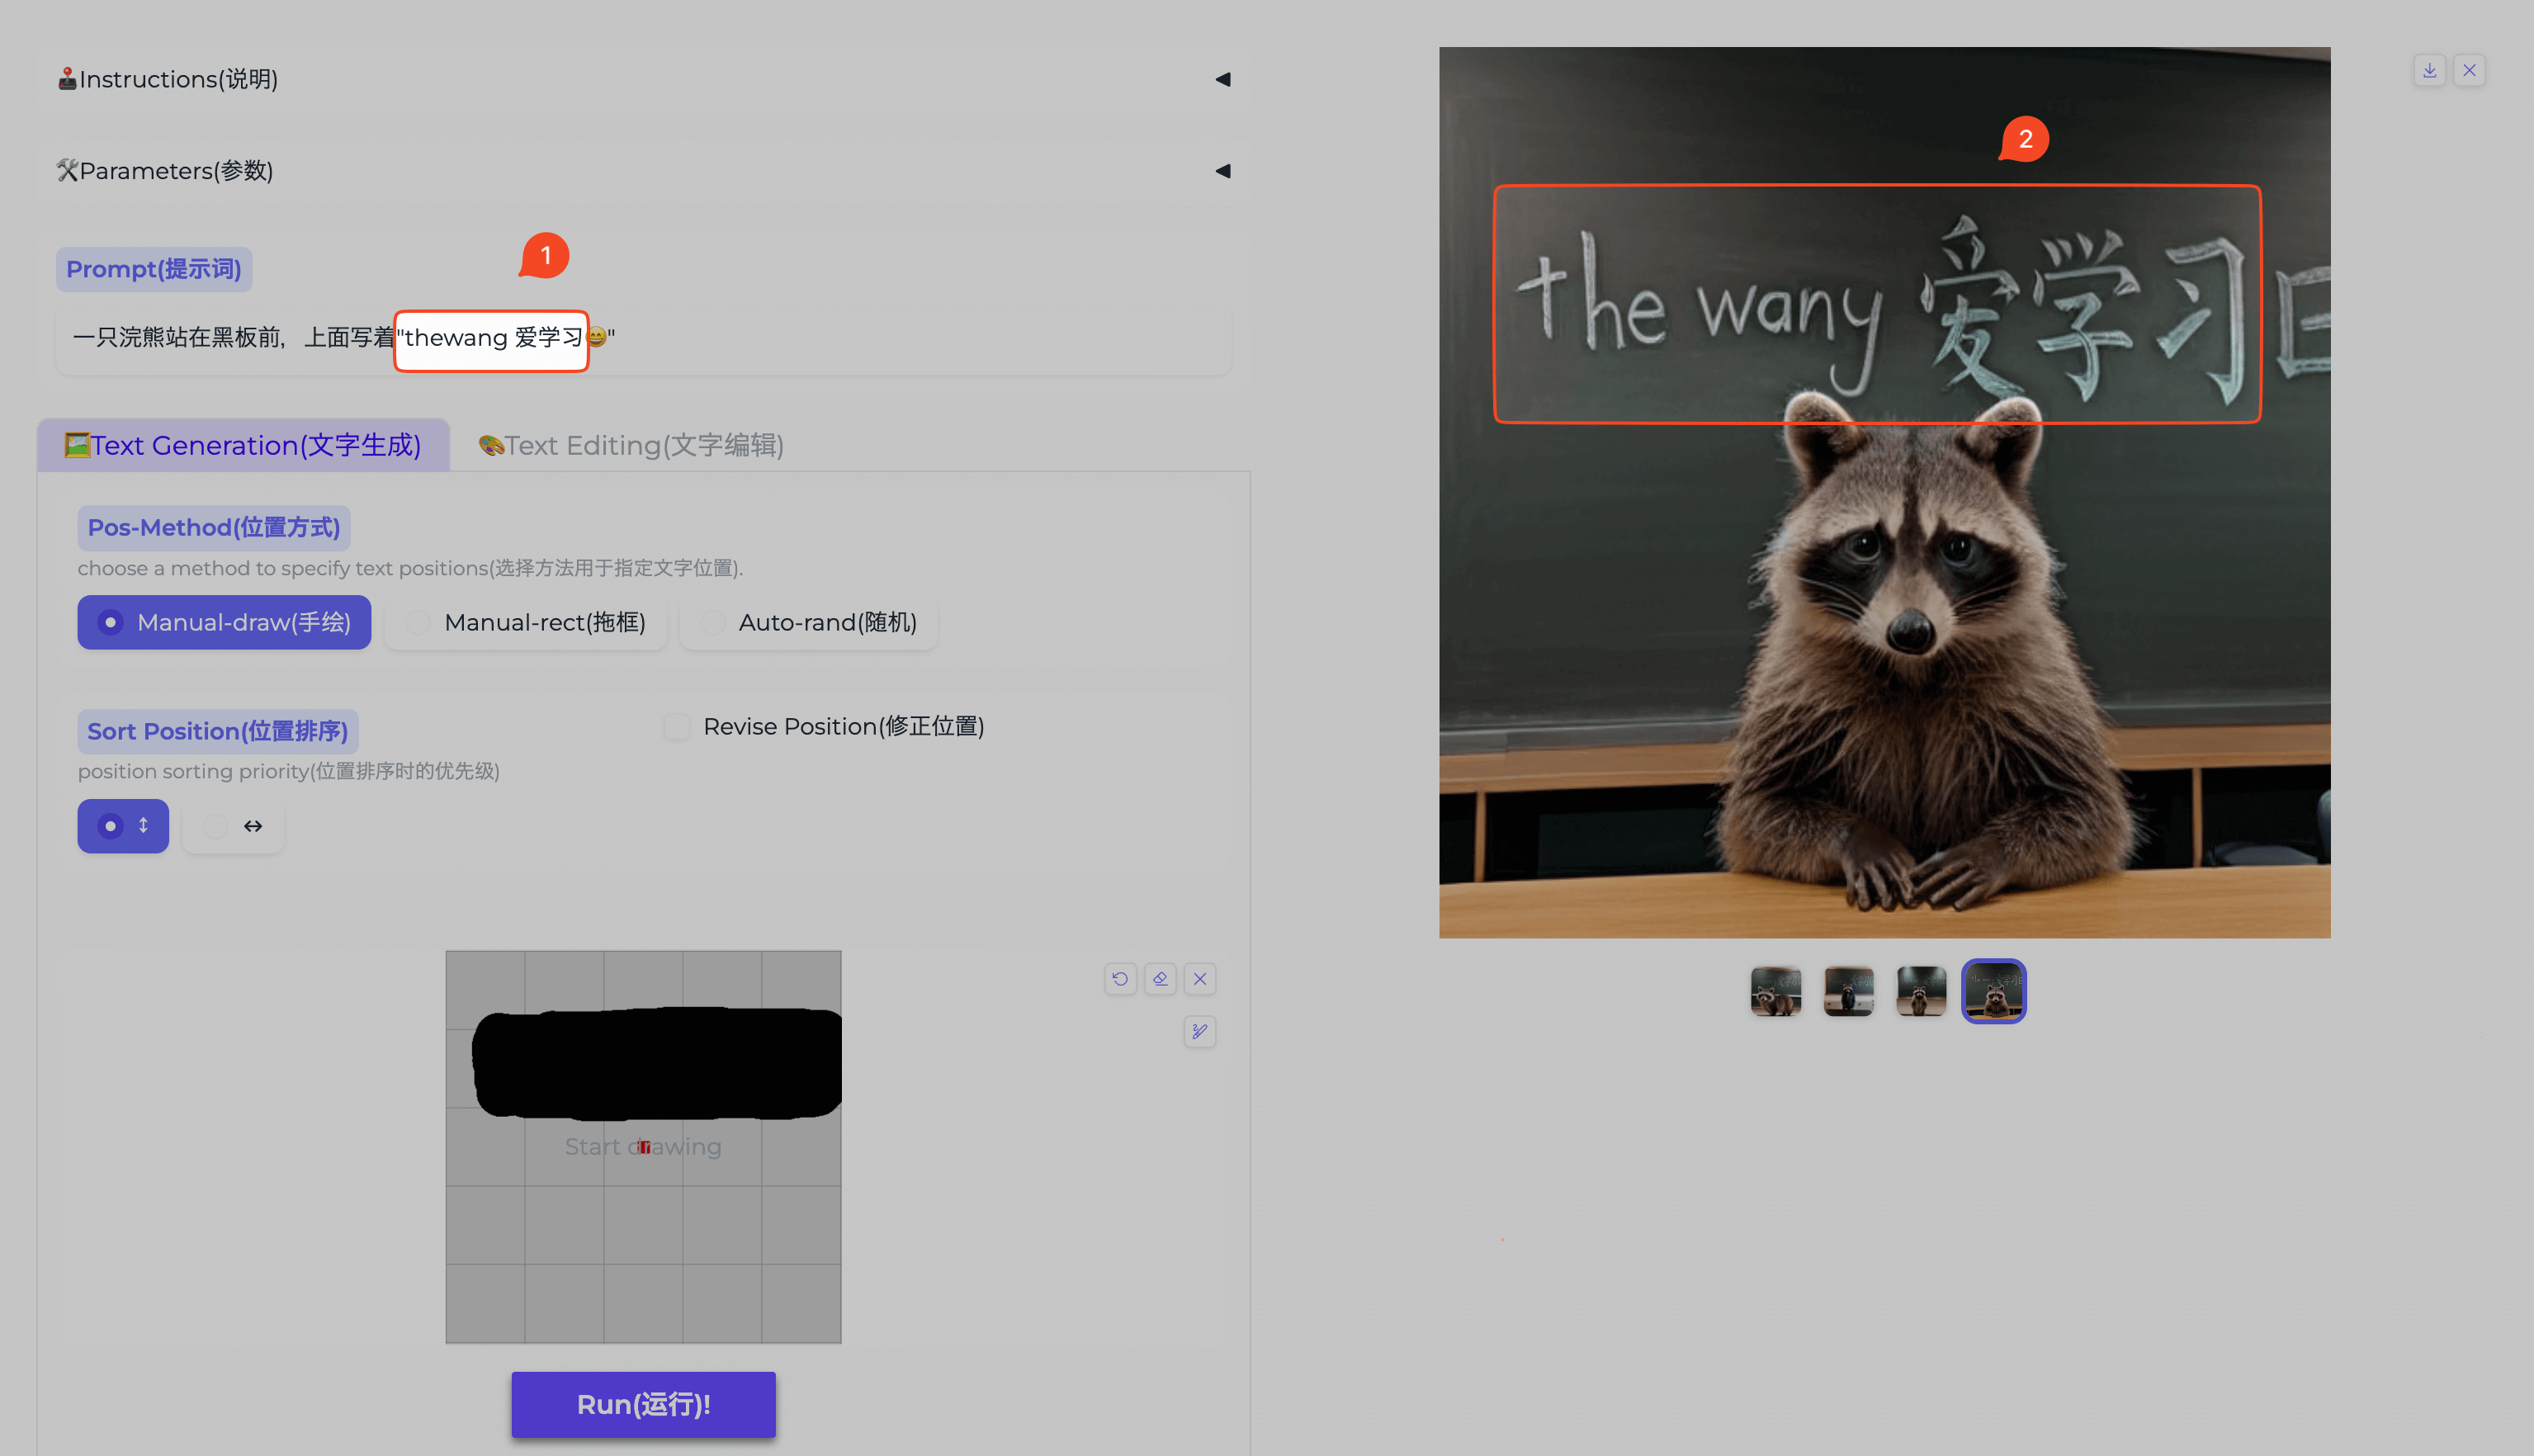 🕹️Instructions(说明)
◀
🛠️Parameters(参数)
◀
Prompt(提示词)
1
一只浣熊站在黑板前，上面写着"thewang 爱学习😄"
🖼️Text Generation(文字生成)
🎨Text Editing(文字编辑)
Pos-Method(位置方式)
choose a method to specify text positions(选择方法用于指定文字位置).
Manual-draw(手绘)
Manual-rect(拖框)
Auto-rand(随机)
Sort Position(位置排序)
position sorting priority(位置排序时的优先级)
↕
↔
Revise Position(修正位置)
Start drawing
Run(运行)!
2
the wany 爱学习